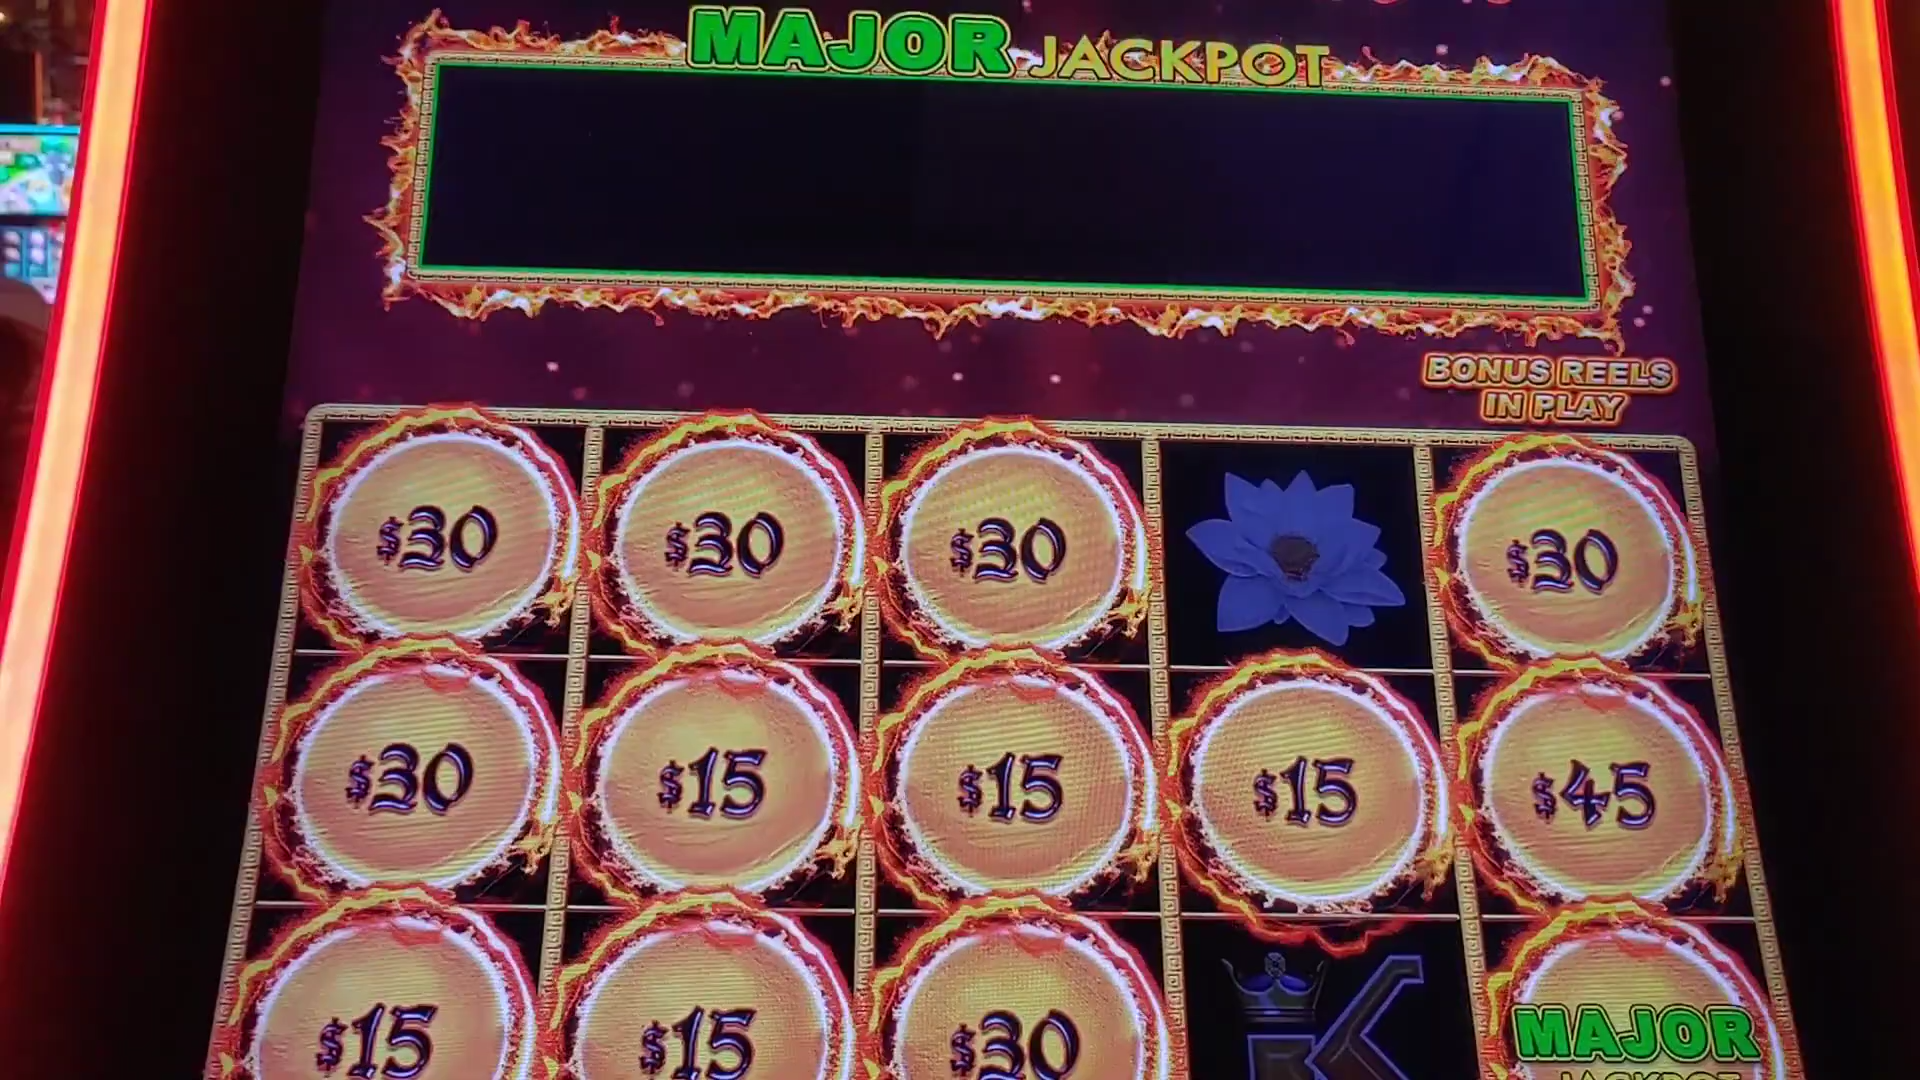 MAJOR JACKPOT
BONUS REELS
IN PLAY
$30 $30 $30 $30
$30 $15 $15 $15 $45
$15 $15 $30 K MAJOR
JACKPOT